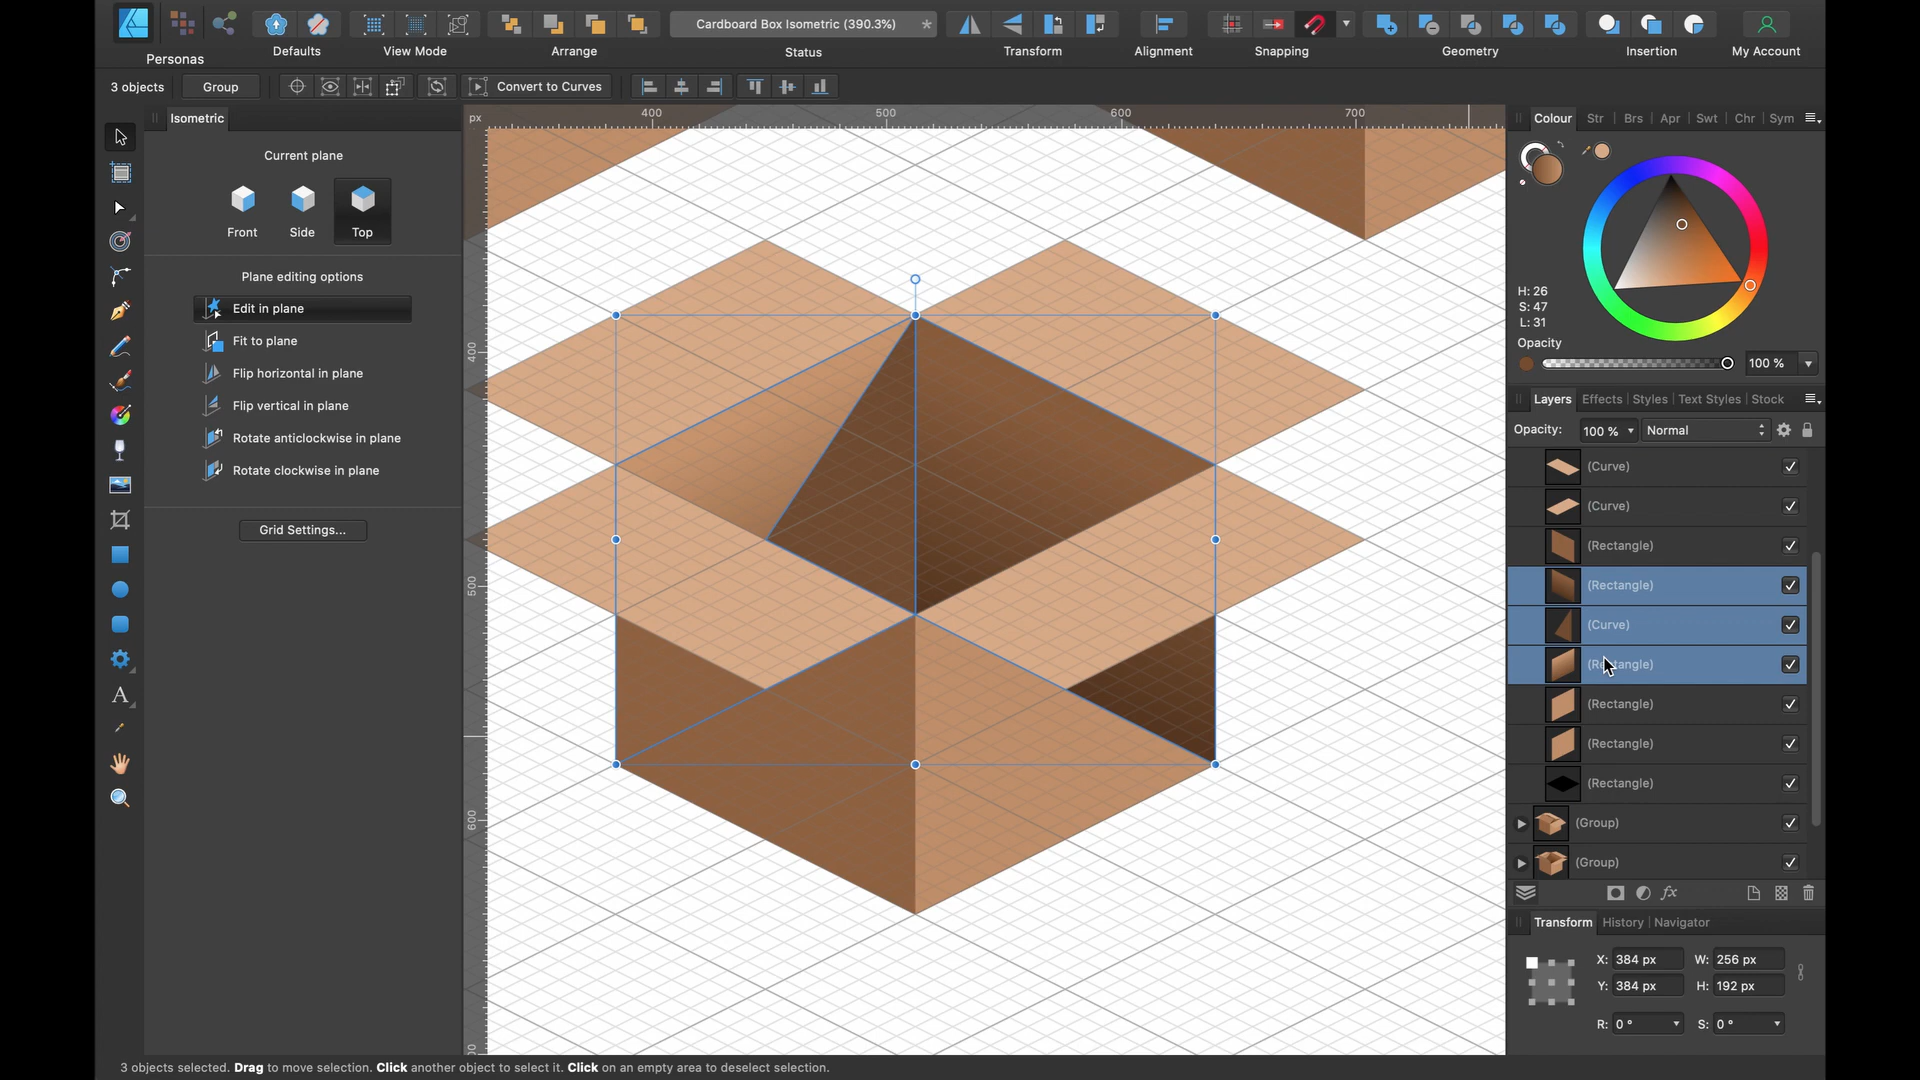 Cardboard Box Isometric (390.3%) *
Personas
Defaults
View Mode
Arrange
Status
Transform
Alignment
Snapping
Geometry
Insertion
My Account
3 objects
Group
Convert to Curves
Isometric
Current plane
Front
Side
Top
Plane editing options
Edit in plane
Fit to plane
Flip horizontal in plane
Flip vertical in plane
Rotate anticlockwise in plane
Rotate clockwise in plane
Grid Settings...
px
400
500
600
700
400
500
600
Colour
Str
Brs
Apr
Swt
Chr
Sym
H: 26
S: 47
L: 31
Opacity
100 %
Layers
Effects
Styles
Text Styles
Stock
Opacity:
100 %
Normal
(Curve)
(Curve)
(Rectangle)
(Rectangle)
(Curve)
(Rectangle)
(Rectangle)
(Rectangle)
(Rectangle)
(Group)
(Group)
fx
Transform
History
Navigator
X: 384 px
W: 256 px
Y: 384 px
H: 192 px
R: 0 °
S: 0 °
3 objects selected. Drag to move selection. Click another object to select it. Click on an empty area to deselect selection.